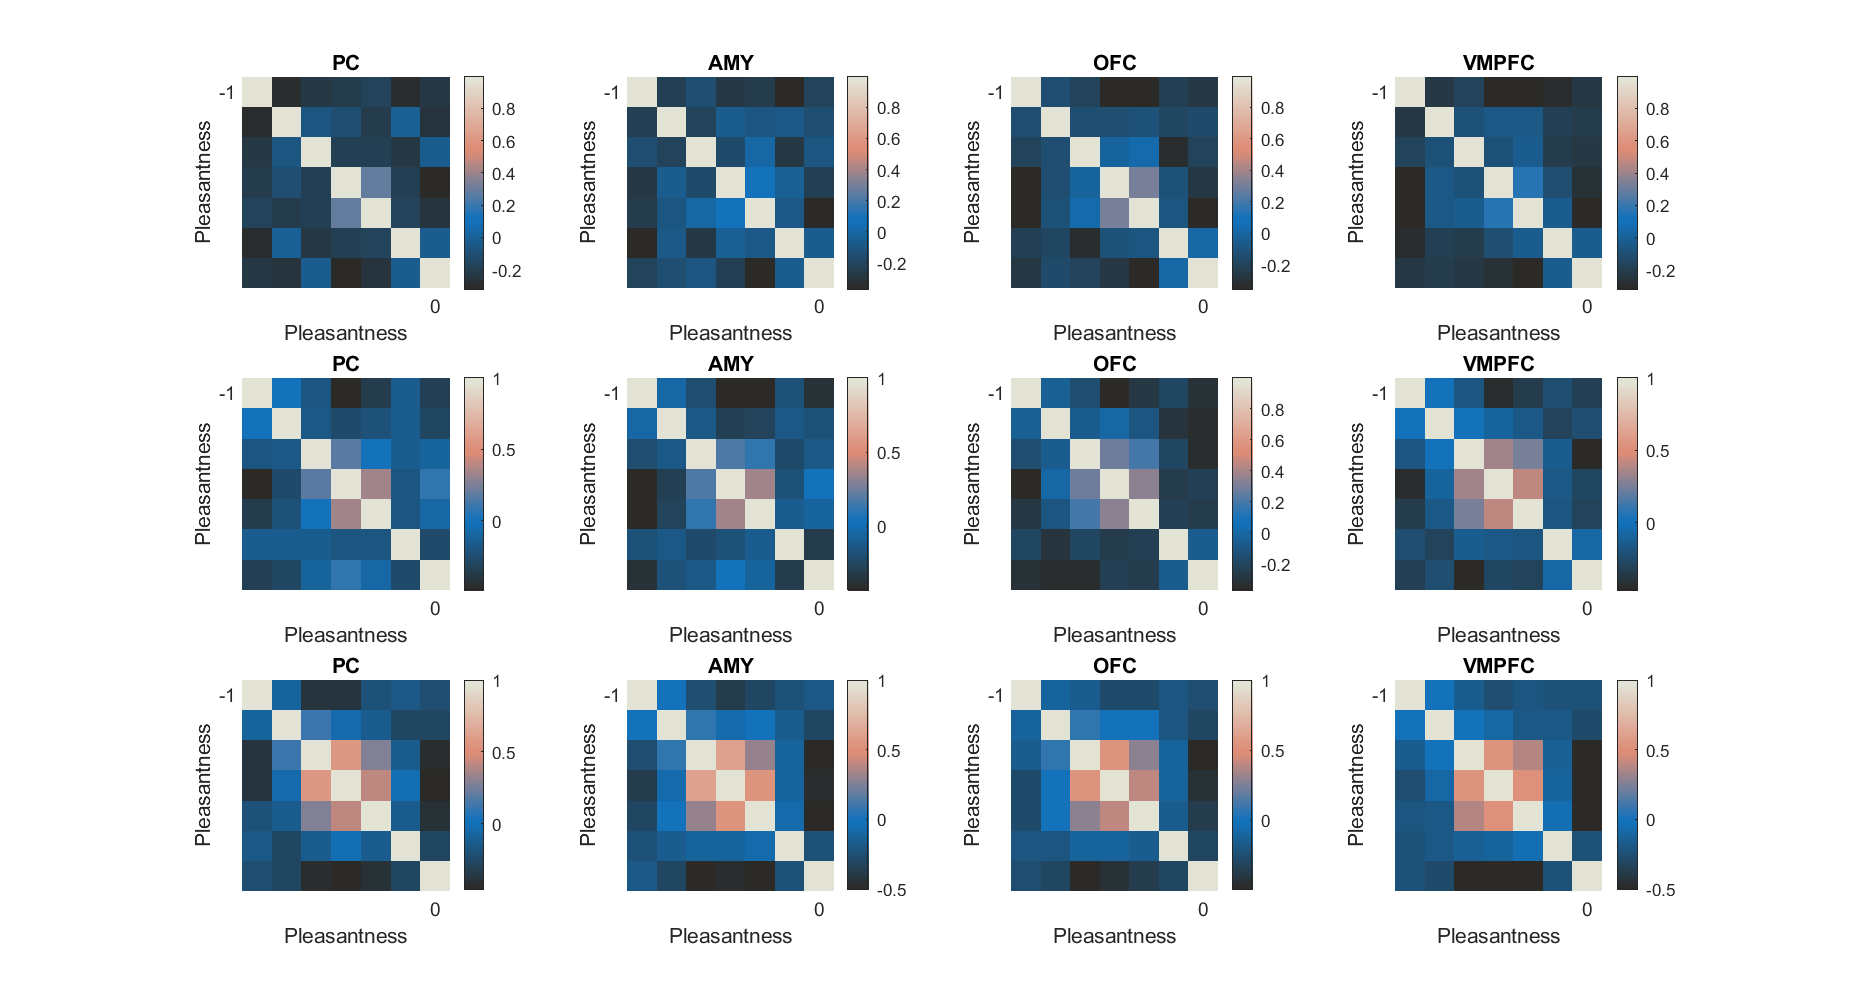 PC AMY OFC VMPFC
-1 0.8 -1 0.8 -1 0.8 -1 0.8
0.6 0.6 0.6 0.6
0.4 0.4 0.4 0.4
0.2 0.2 0.2 0.2
0 0 0 0
-0.2 -0.2 -0.2 -0.2
Pleasantness Pleasantness Pleasantness Pleasantness
0 0 0 0
Pleasantness Pleasantness Pleasantness Pleasantness
PC AMY OFC VMPFC
-1 1 -1 1 -1 0.8 -1 1
0.5 0.5 0.6 0.5
0.4
0.2
0 0 0 0
-0.2
Pleasantness Pleasantness Pleasantness Pleasantness
0 0 0 0
Pleasantness Pleasantness Pleasantness Pleasantness
PC AMY OFC VMPFC
-1 1 -1 1 -1 1 -1 1
0.5 0.5 0.5 0.5
0 0 0 0
-0.5 -0.5
Pleasantness Pleasantness Pleasantness Pleasantness
0 0 0 0
Pleasantness Pleasantness Pleasantness Pleasantness